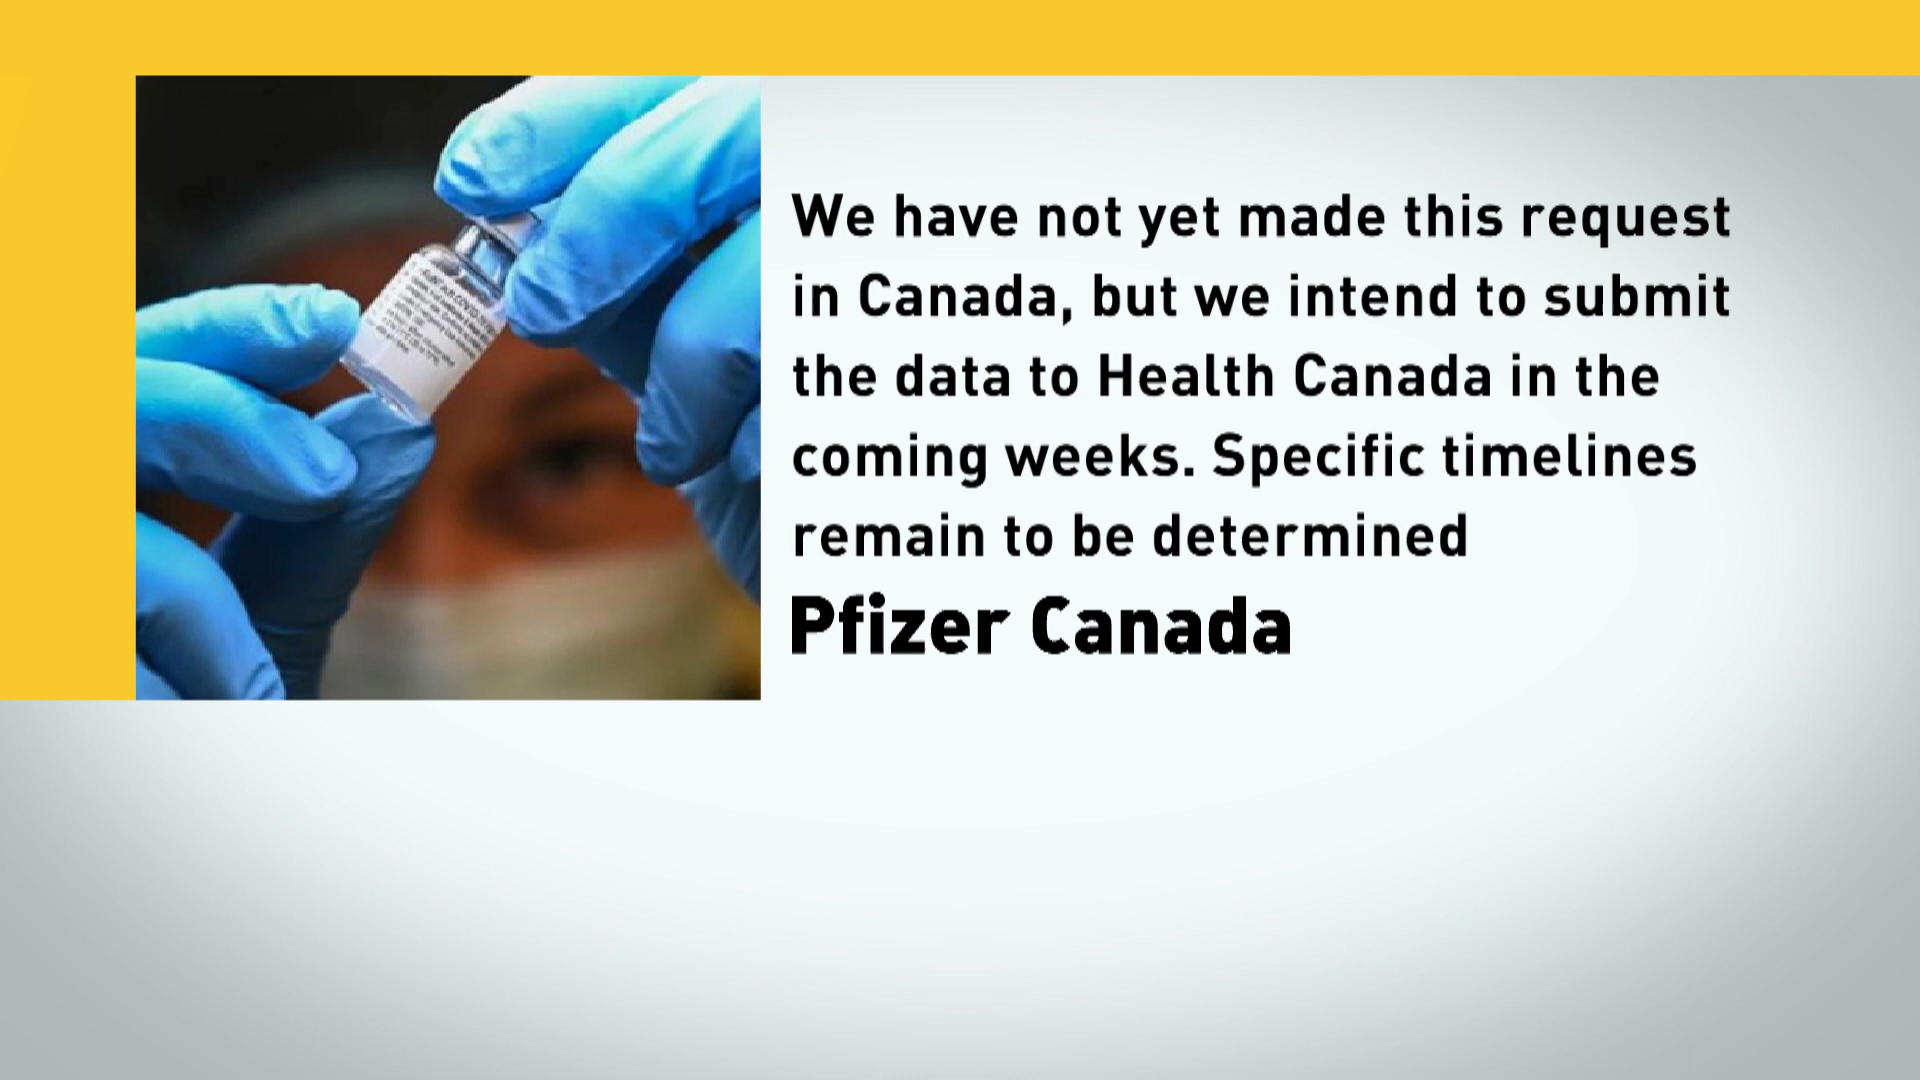 We have not yet made this request
in Canada, but we intend to submit
the data to Health Canada in the
coming weeks. Specific timelines
remain to be determined
Pfizer Canada